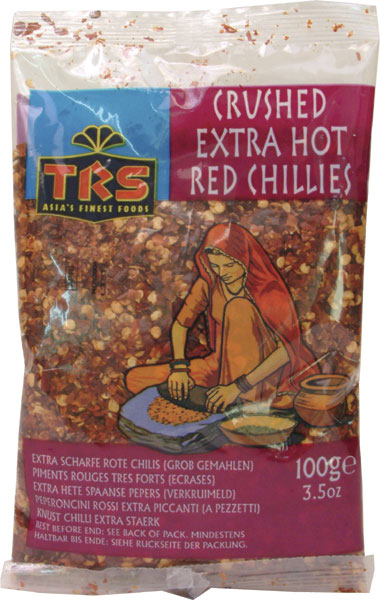 CRUSHED
EXTRA HOT
RED CHILLIES
TRS
ASIA'S FINEST FOODS
EXTRA SCHARFE ROTE CHILIS (GROB GEMAHLEN)
PIMENTS ROUGES TRES FORTS (ECRASES)
EXTRA HETE SPAANSE PEPERS (VERKRUIMELD)
PEPERONCINI ROSSI EXTRA PICCANTI (A PEZZETTI)
KNUST CHILLI EXTRA STAERK
BEST BEFORE END: SEE BACK OF PACK. MINDESTENS
HALTBAR BIS ENDE: SIEHE RUCKSEITE DER PACKUNG.
100g℮
3.5oz